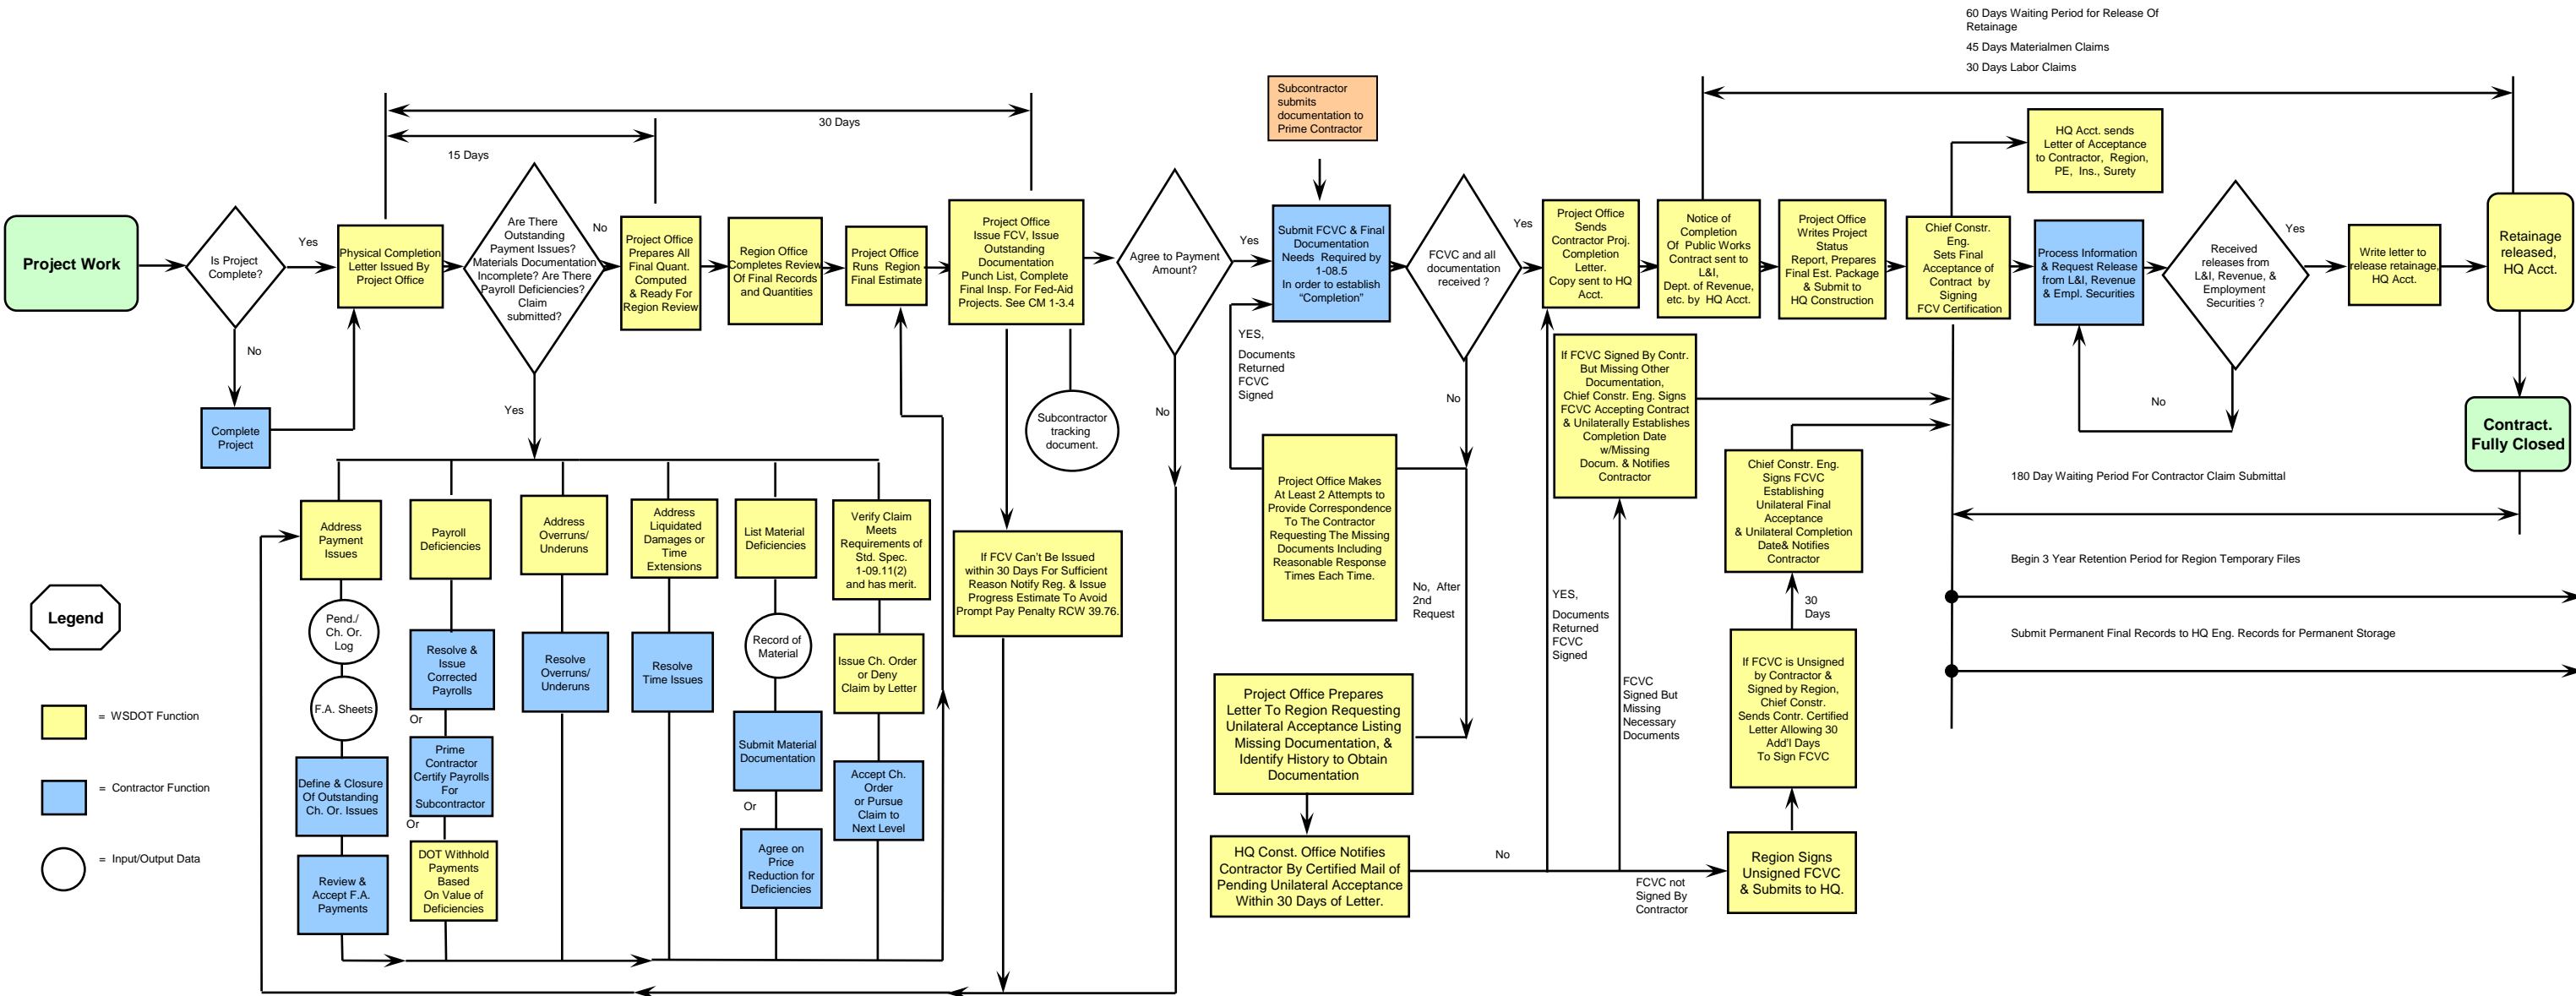 60 Days Waiting Period for Release Of
Retainage
45 Days Materialmen Claims
30 Days Labor Claims
30 Days
15 Days
Subcontractor
submits
documentation to
Prime Contractor
HQ Acct. sends
Letter of Acceptance
to Contractor, Region,
PE, Ins., Surety
Project Work
Is Project
Complete?
Yes
No
Complete
Project
Physical Completion
Letter Issued By
Project Office
Are There
Outstanding
Payment Issues?
Materials Documentation
Incomplete? Are There
Payroll Deficiencies?
Claim
submitted?
No
Yes
Project Office
Prepares All
Final Quant.
Computed
& Ready For
Region Review
Region Office
Completes Review
Of Final Records
and Quantities
Project Office
Runs Region
Final Estimate
Project Office
Issue FCV, Issue
Outstanding
Documentation
Punch List, Complete
Final Insp. For Fed-Aid
Projects. See CM 1-3.4
Subcontractor
tracking
document.
Agree to Payment
Amount?
Yes
No
Submit FCVC & Final
Documentation
Needs Required by
1-08.5
In order to establish
“Completion”
FCVC and all
documentation
received ?
Yes
No
YES,
Documents
Returned
FCVC
Signed
Project Office
Sends
Contractor Proj.
Completion
Letter.
Copy sent to HQ
Acct.
Notice of
Completion
Of Public Works
Contract sent to
L&I,
Dept. of Revenue,
etc. by HQ Acct.
Project Office
Writes Project
Status
Report, Prepares
Final Est. Package
& Submit to
HQ Construction
Chief Constr.
Eng.
Sets Final
Acceptance of
Contract by
Signing
FCV Certification
Process Information
& Request Release
from L&I, Revenue
& Empl. Securities
Received
releases from
L&I, Revenue, &
Employment
Securities ?
Yes
No
Write letter to
release retainage,
HQ Acct.
Retainage
released,
HQ Acct.
Contract.
Fully Closed
If FCVC Signed By Contr.
But Missing Other
Documentation,
Chief Constr. Eng. Signs
FCVC Accepting Contract
& Unilaterally Establishes
Completion Date
w/Missing
Docum. & Notifies
Contractor
Project Office Makes
At Least 2 Attempts to
Provide Correspondence
To The Contractor
Requesting The Missing
Documents Including
Reasonable Response
Times Each Time.
No, After
2nd
Request
Chief Constr. Eng.
Signs FCVC
Establishing
Unilateral Final
Acceptance
& Unilateral Completion
Date& Notifies
Contractor
30
Days
180 Day Waiting Period For Contractor Claim Submittal
Begin 3 Year Retention Period for Region Temporary Files
Submit Permanent Final Records to HQ Eng. Records for Permanent Storage
Address
Payment
Issues
Payroll
Deficiencies
Address
Overruns/
Underuns
Address
Liquidated
Damages or
Time
Extensions
List Material
Deficiencies
Verify Claim
Meets
Requirements of
Std. Spec.
1-09.11(2)
and has merit.
If FCV Can’t Be Issued
within 30 Days For Sufficient
Reason Notify Reg. & Issue
Progress Estimate To Avoid
Prompt Pay Penalty RCW 39.76.
Legend
= WSDOT Function
= Contractor Function
= Input/Output Data
Pend./
Ch. Or.
Log
F.A. Sheets
Define & Closure
Of Outstanding
Ch. Or. Issues
Review &
Accept F.A.
Payments
Resolve &
Issue
Corrected
Payrolls
Or
Prime
Contractor
Certify Payrolls
For
Subcontractor
Or
DOT Withhold
Payments
Based
On Value of
Deficiencies
Resolve
Overruns/
Underuns
Resolve
Time Issues
Record of
Material
Submit Material
Documentation
Or
Agree on
Price
Reduction for
Deficiencies
Issue Ch. Order
or Deny
Claim by Letter
Accept Ch.
Order
or Pursue
Claim to
Next Level
Project Office Prepares
Letter To Region Requesting
Unilateral Acceptance Listing
Missing Documentation, &
Identify History to Obtain
Documentation
HQ Const. Office Notifies
Contractor By Certified Mail of
Pending Unilateral Acceptance
Within 30 Days of Letter.
No
YES,
Documents
Returned
FCVC
Signed
FCVC
Signed But
Missing
Necessary
Documents
FCVC not
Signed By
Contractor
If FCVC is Unsigned
by Contractor &
Signed by Region,
Chief Constr.
Sends Contr. Certified
Letter Allowing 30
Add’l Days
To Sign FCVC
Region Signs
Unsigned FCVC
& Submits to HQ.